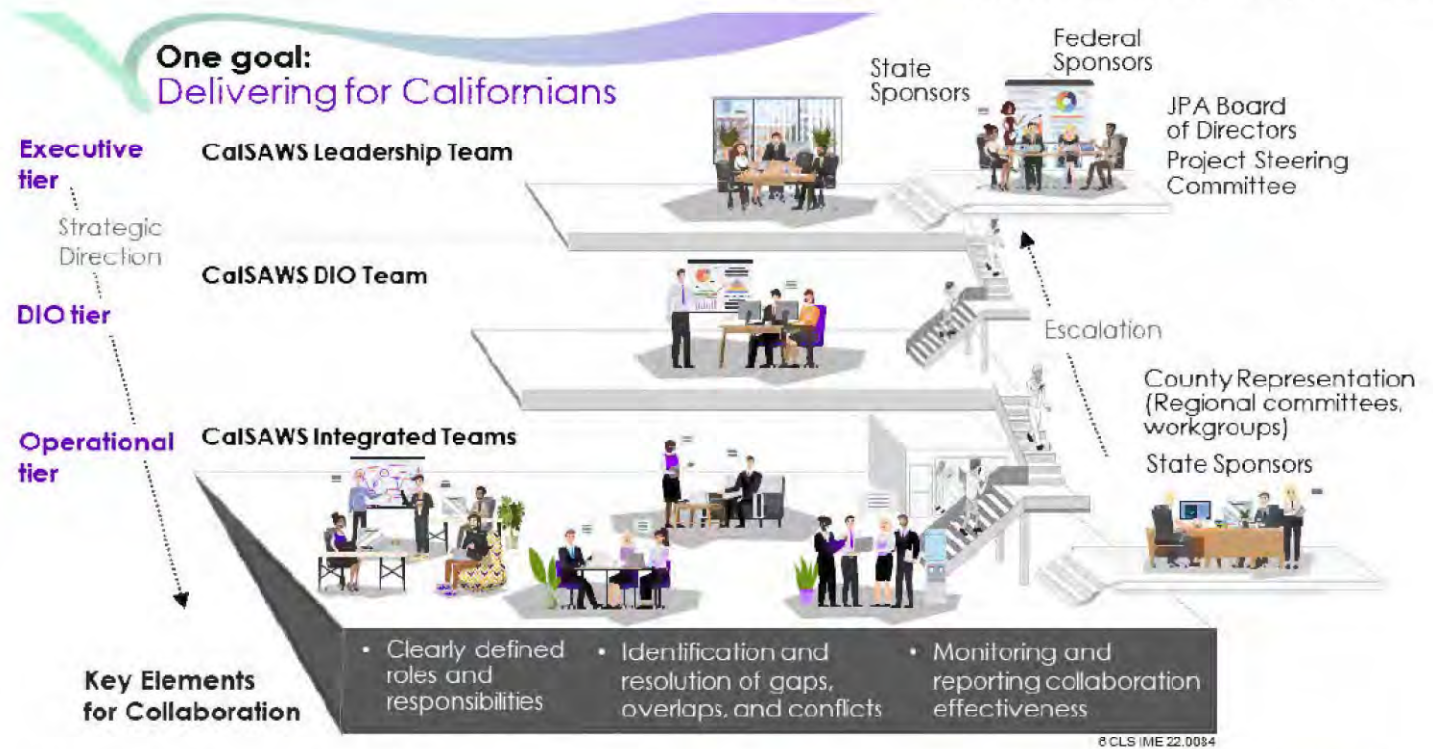 One goal:
Delivering for Californians
Federal
Sponsors
State
Sponsors
JPA Board
of Directors
Project Steering
Committee
Executive
tier
CalSAWS Leadership Team
Strategic
Direction
CalSAWS DIO Team
DIO tier
Escalation
County Representation
(Regional committees,
workgroups)
State Sponsors
Operational
tier
CalSAWS Integrated Teams
Key Elements
for Collaboration
• Clearly defined
roles and
responsibilities
• Identification and
resolution of gaps,
overlaps, and conflicts
• Monitoring and
reporting collaboration
effectiveness
6 CLS IME 22.0084